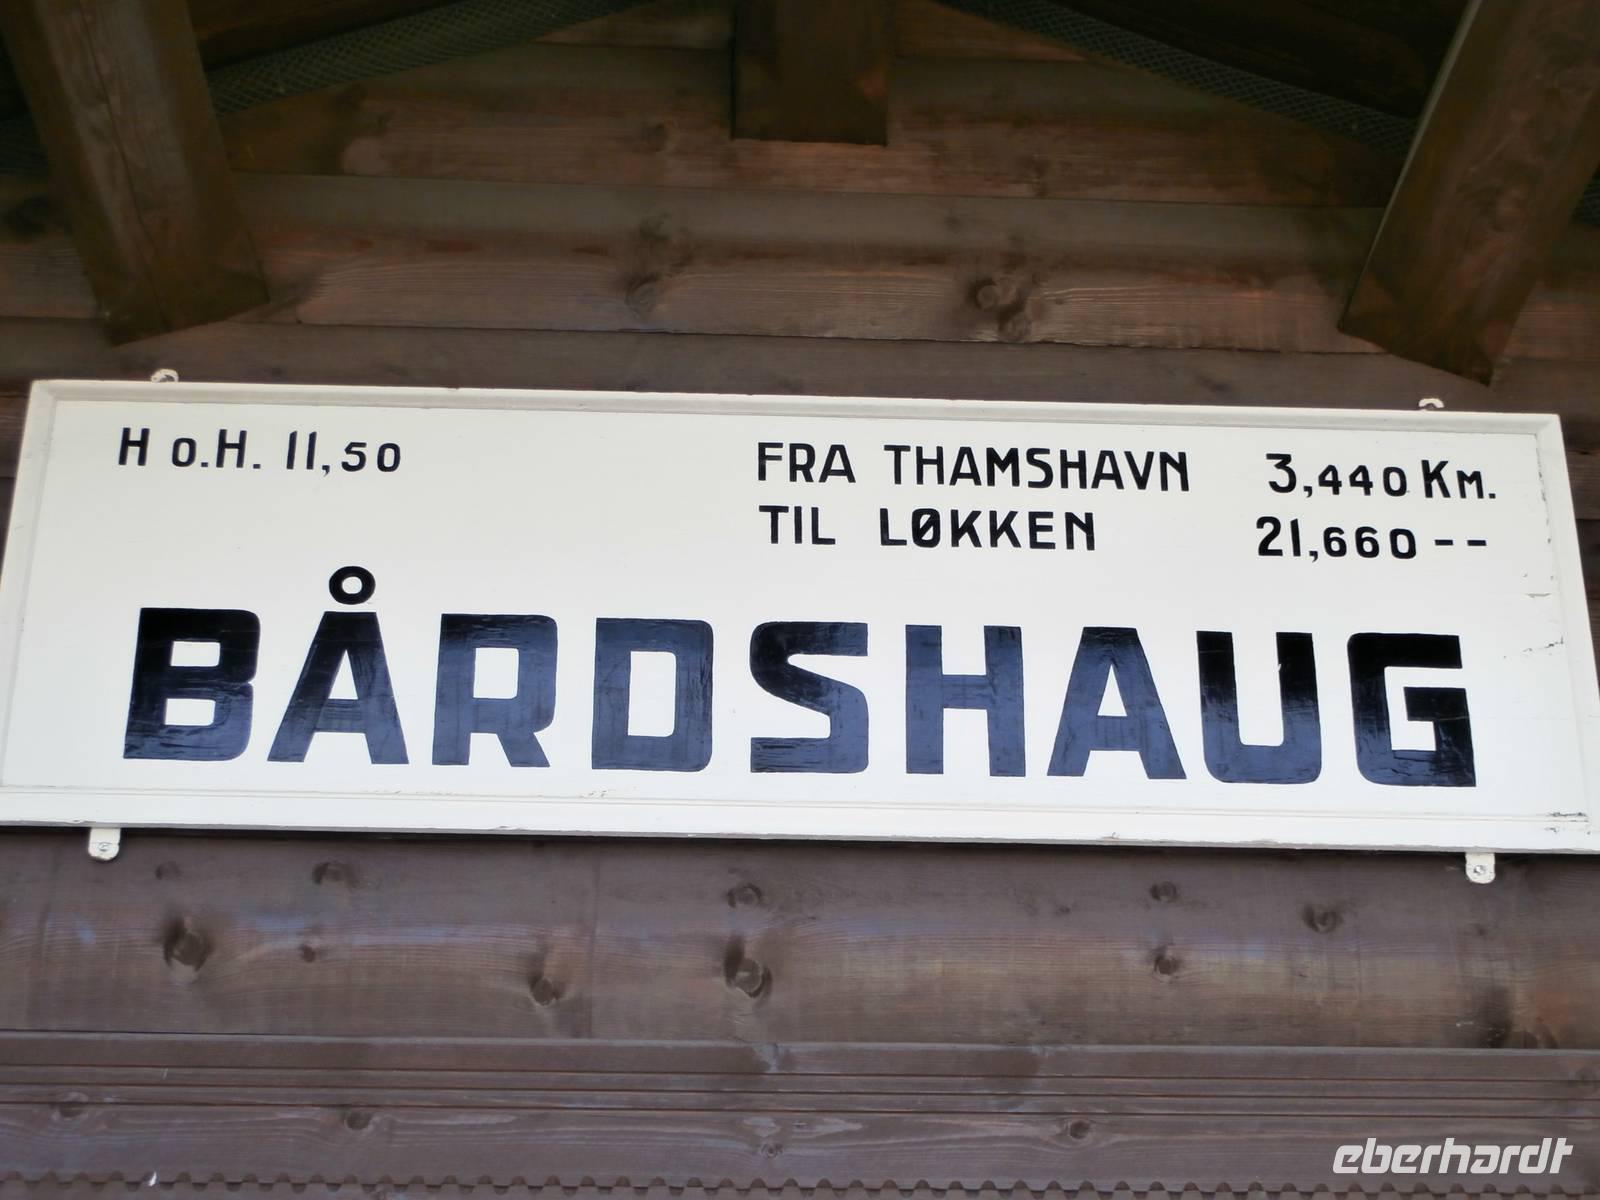 H o.H. 11,50
FRA THAMSHAVN 3,440 KM.
TIL LØKKEN 21,660 --
BÅRDSHAUG
eberhardt